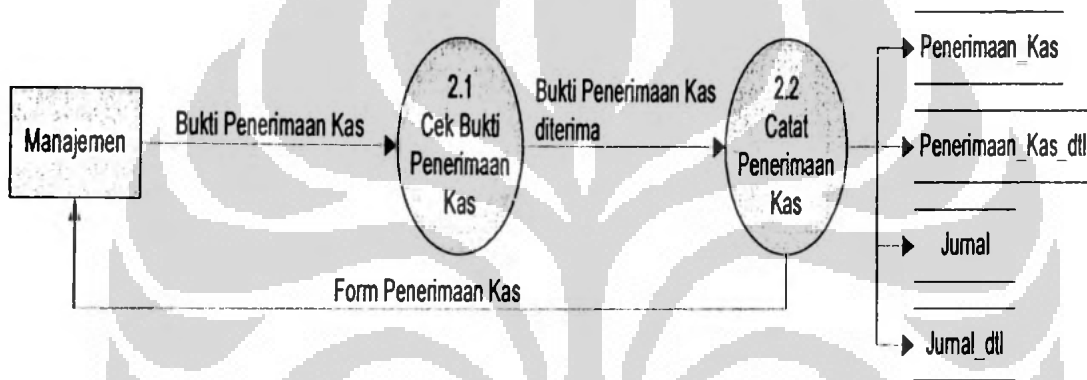 Manajemen
Bukti Penerimaan Kas
2.1
Cek Bukti
Penerimaan
Kas
Bukti Penerimaan Kas
diterima
2.2
Catat
Penerimaan
Kas
Penerimaan_Kas
Penerimaan_Kas_dtl
Jurnal
Jurnal_dtl
Form Penerimaan Kas